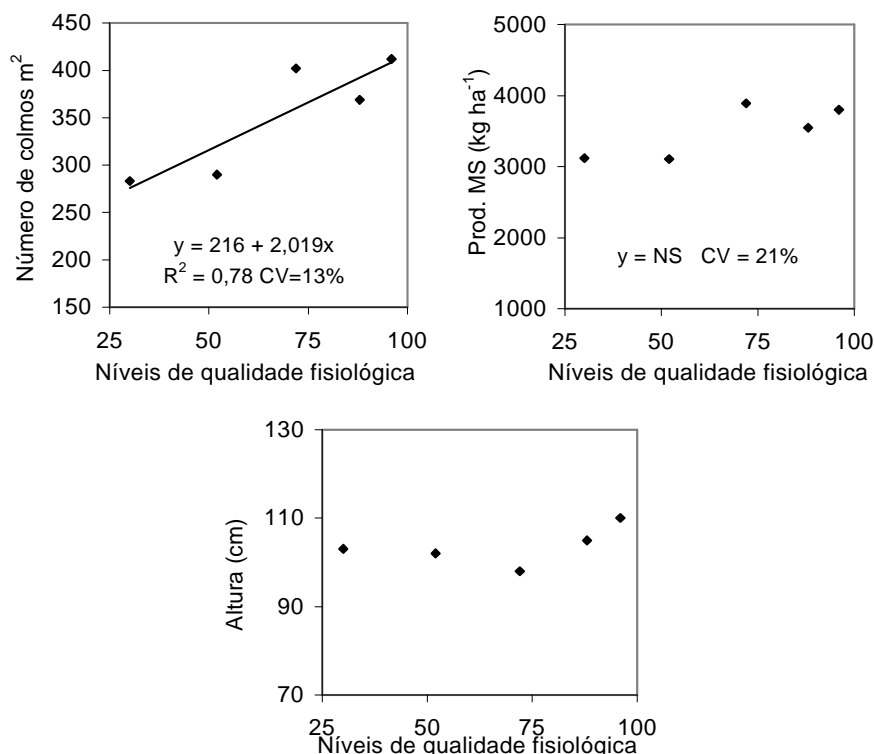 Número de colmos m²
450
400
350
300
250
200
150
y = 216 + 2,019x
R² = 0,78 CV=13%
25 50 75 100
Níveis de qualidade fisiológica
Prod. MS (kg ha⁻¹)
5000
4000
3000
2000
1000
y = NS CV = 21%
25 50 75 100
Níveis de qualidade fisiológica
Altura (cm)
130
110
90
70
25 50 75 100
Níveis de qualidade fisiológica